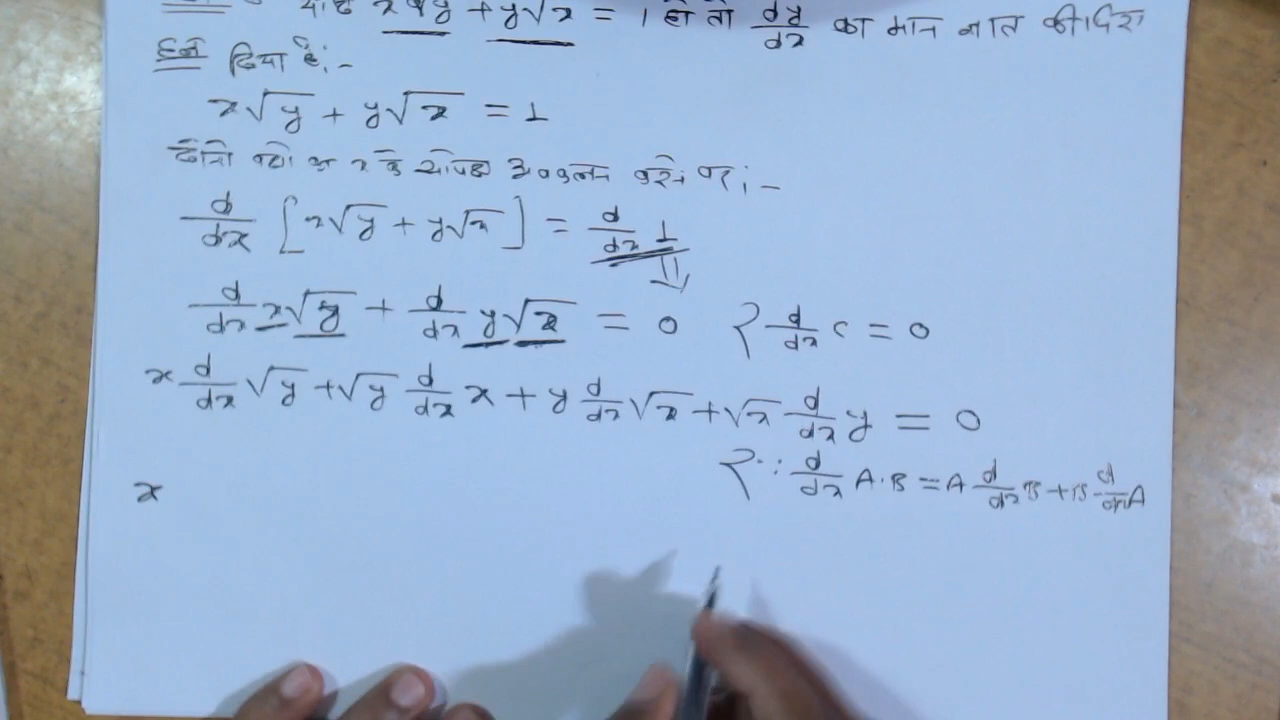 यदि x√y + y√x = 1 हो तो dy/dx का मान ज्ञात कीजिए
हल दिया है:-
x√y + y√x = 1
दोनों पक्षों का x के सापेक्ष अवकलन करने पर:-
d/dx [x√y + y√x] = d/dx 1
d/dx x√y + d/dx y√x = 0 { d/dx c = 0
x d/dx √y + √y d/dx x + y d/dx √x + √x d/dx y = 0
{ ∵ d/dx A·B = A d/dx B + B d/dx A
x